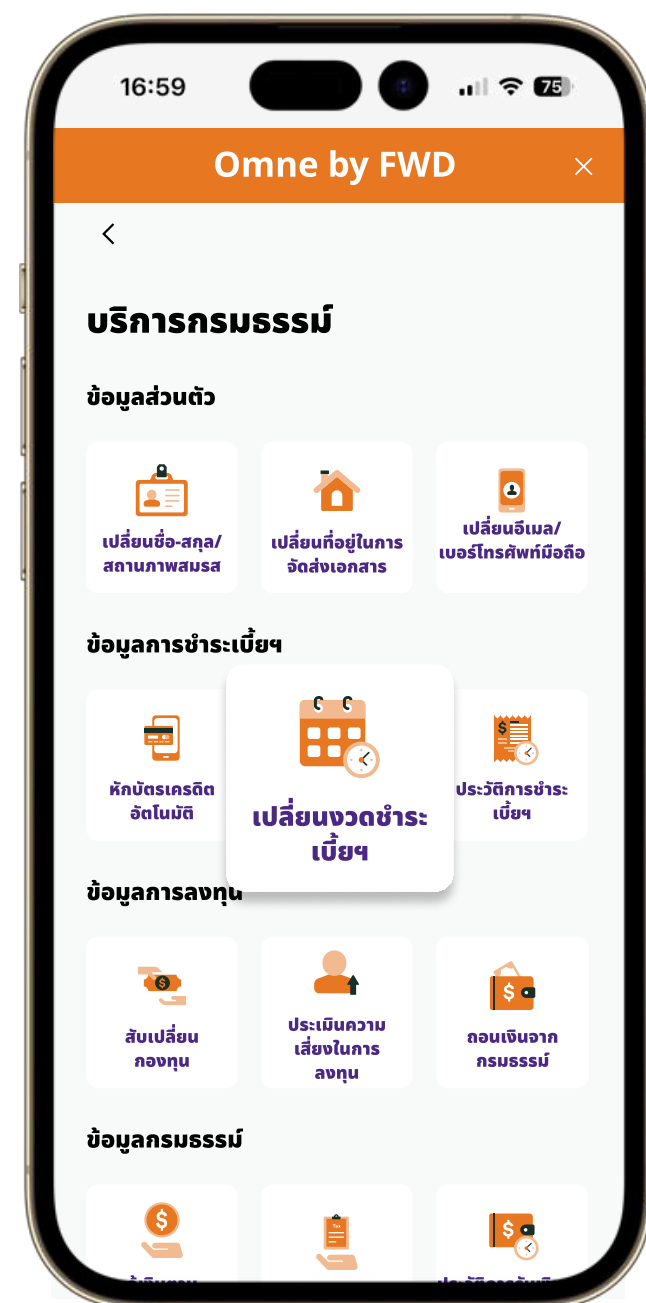 16:59
75
Omne by FWD
บริการกรมธรรม์
ข้อมูลส่วนตัว
เปลี่ยนชื่อ-สกุล/
สถานภาพสมรส
เปลี่ยนที่อยู่ในการ
จัดส่งเอกสาร
เปลี่ยนอีเมล/
เบอร์โทรศัพท์มือถือ
ข้อมูลการชำระเบี้ยฯ
หักบัตรเครดิต
อัตโนมัติ
เปลี่ยนงวดชำระ
เบี้ยฯ
ประวัติการชำระ
เบี้ยฯ
ข้อมูลการลงทุน
สับเปลี่ยน
กองทุน
ประเมินความ
เสี่ยงในการ
ลงทุน
ถอนเงินจาก
กรมธรรม์
ข้อมูลกรมธรรม์
Tax